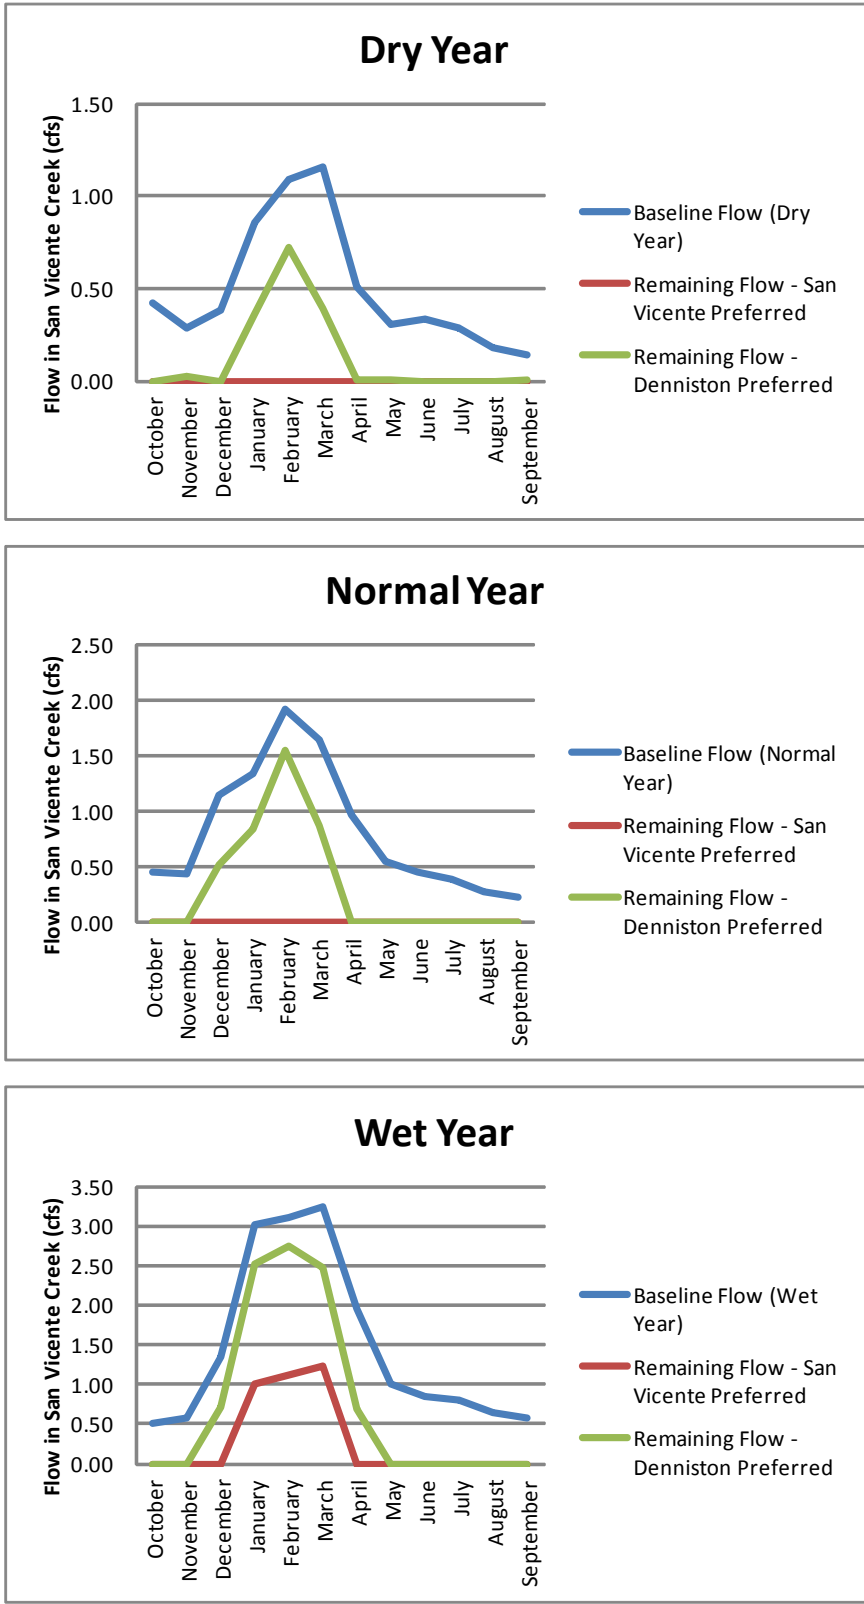 Dry Year
Flow in San Vicente Creek (cfs)
1.50
1.00
0.50
0.00
October
November
December
January
February
March
April
May
June
July
August
September
Baseline Flow (Dry
Year)
Remaining Flow - San
Vicente Preferred
Remaining Flow -
Denniston Preferred
Normal Year
Flow in San Vicente Creek (cfs)
2.50
2.00
1.50
1.00
0.50
0.00
October
November
December
January
February
March
April
May
June
July
August
September
Baseline Flow (Normal
Year)
Remaining Flow - San
Vicente Preferred
Remaining Flow -
Denniston Preferred
Wet Year
Flow in San Vicente Creek (cfs)
3.50
3.00
2.50
2.00
1.50
1.00
0.50
0.00
October
November
December
January
February
March
April
May
June
July
August
September
Baseline Flow (Wet
Year)
Remaining Flow - San
Vicente Preferred
Remaining Flow -
Denniston Preferred